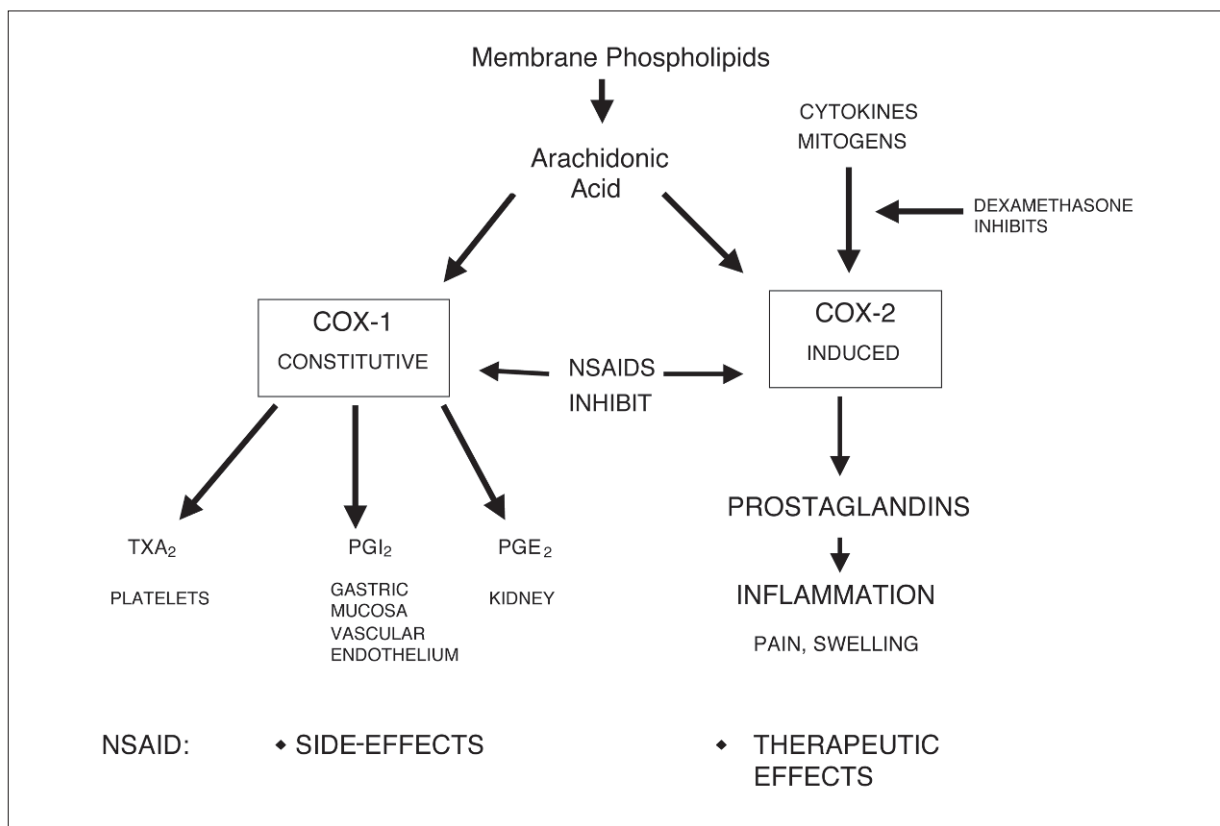 Membrane Phospholipids
CYTOKINES
MITOGENS
Arachidonic
Acid
DEXAMETHASONE
INHIBITS
COX-1
CONSTITUTIVE
COX-2
INDUCED
NSAIDS
INHIBIT
PROSTAGLANDINS
TXA₂
PGI₂
PGE₂
PLATELETS
GASTRIC
MUCOSA
VASCULAR
ENDOTHELIUM
KIDNEY
INFLAMMATION
PAIN, SWELLING
NSAID:
◆ SIDE-EFFECTS
◆ THERAPEUTIC
EFFECTS